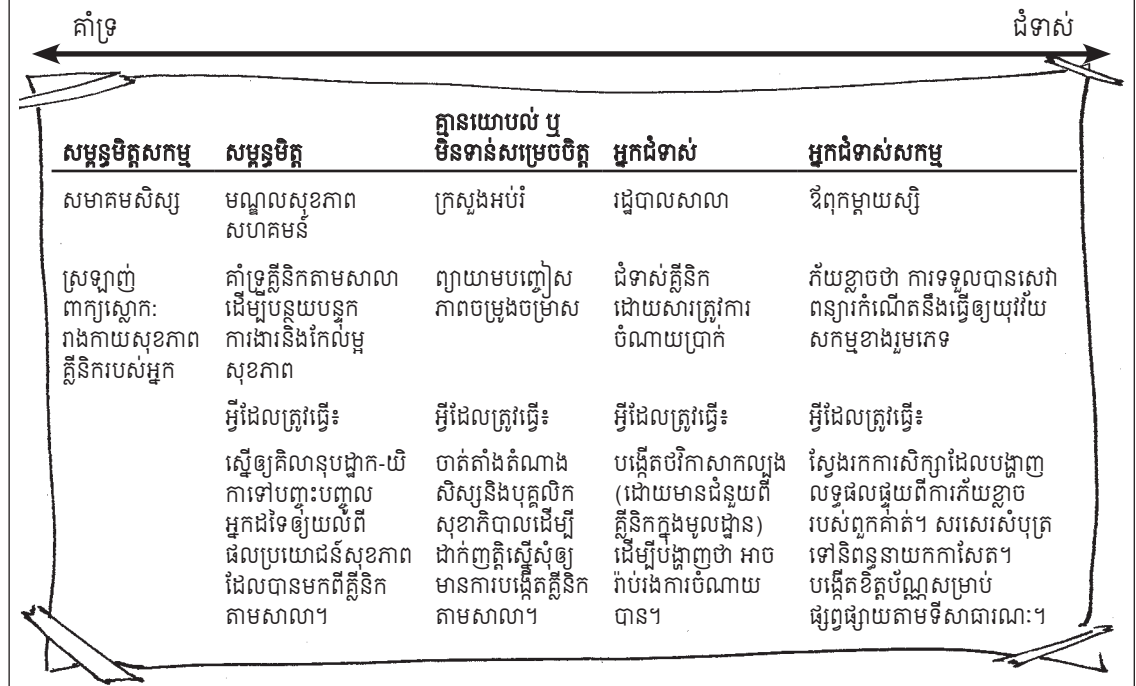 គាំទ្រ
ជំទាស់
សម្ពន្ធមិត្តសកម្ម
សម្ពន្ធមិត្ត
គ្មានយោបល់ ឬ
មិនទាន់សម្រេចចិត្ត
អ្នកជំទាស់
អ្នកជំទាស់សកម្ម
សមាគមសិស្ស
មណ្ឌលសុខភាព
សហគមន៍
ក្រសួងអប់រំ
រដ្ឋបាលសាលា
ឪពុកម្តាយស្សិ
ស្រឡាញ់
ពាក្យស្លោក:
រាងកាយសុខភាព
គ្លីនិករបស់អ្នក
គាំទ្រគ្លីនិកតាមសាលា
ដើម្បីបន្ថយបន្ទុក
ការងារនិងកែលម្អ
សុខភាព
ព្យាយាមបញ្ចៀស
ភាពចម្រូងចម្រាស
ជំទាស់គ្លីនិក
ដោយសារត្រូវការ
ចំណាយប្រាក់
ភ័យខ្លាចថា ការទទួលបានសេវា
ពន្យារកំណើតនឹងធ្វើឲ្យយុវវ័យ
សកម្មខាងរួមភេទ
អ្វីដែលត្រូវធ្វើ៖
ស្នើឲ្យគិលានុបដ្ឋាក-យិ
កាទៅបញ្ចុះបញ្ចូល
អ្នកដទៃឲ្យយល់ពី
ផលប្រយោជន៍សុខភាព
ដែលបានមកពីគ្លីនិក
តាមសាលា។
អ្វីដែលត្រូវធ្វើ៖
ចាត់តាំងតំណាង
សិស្សនិងបុគ្គលិក
សុខាភិបាលដើម្បី
ដាក់ញត្តិស្នើសុំឲ្យ
មានការបង្កើតគ្លីនិក
តាមសាលា។
អ្វីដែលត្រូវធ្វើ៖
បង្កើតថវិកាសាកល្បង
(ដោយមានជំនួយពី
គ្លីនិកក្នុងមូលដ្ឋាន)
ដើម្បីបង្ហាញថា អាច
រ៉ាប់រងការចំណាយ
បាន។
អ្វីដែលត្រូវធ្វើ៖
ស្វែងរកការសិក្សាដែលបង្ហាញ
លទ្ធផលផ្ទុយពីការភ័យខ្លាច
របស់ពួកគាត់។ សរសេរសំបុត្រ
ទៅនិពន្ធនាយកកាសែត។
បង្កើតខិត្តប័ណ្ណសម្រាប់
ផ្សព្វផ្សាយតាមទីសាធារណៈ។